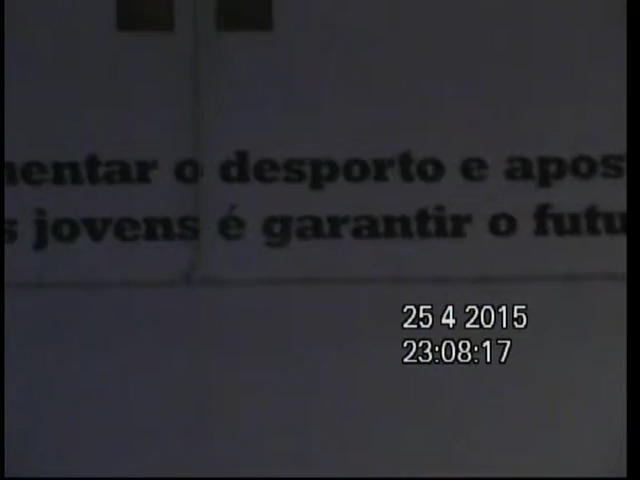 mentar o desporto e apos
s jovens é garantir o futu
25 4 2015
23:08:17